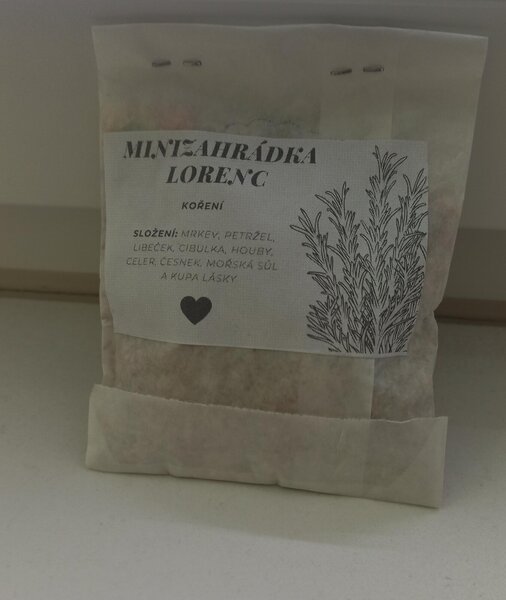 MINIZAHRÁDKA
LORENC
KOŘENÍ
SLOŽENÍ: MRKEV, PETRŽEL,
LIBEČEK, CIBULKA, HOUBY,
CELER, ČESNEK, MOŘSKÁ SŮL
A KUPA LÁSKY